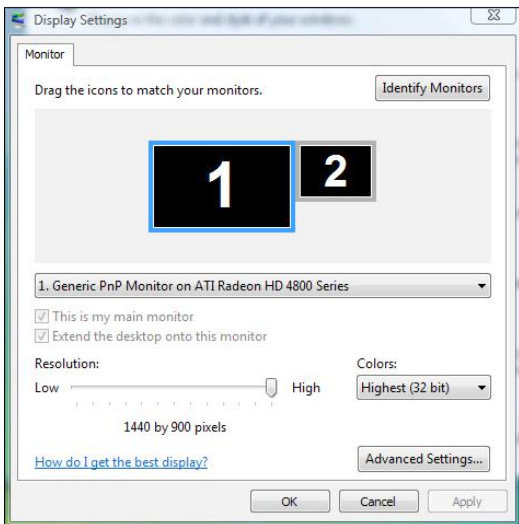 Display Settings
Monitor
Drag the icons to match your monitors.
Identify Monitors
1
2
1. Generic PnP Monitor on ATI Radeon HD 4800 Series
This is my main monitor
Extend the desktop onto this monitor
Resolution:
Colors:
Low
High
Highest (32 bit)
1440 by 900 pixels
How do I get the best display?
Advanced Settings...
OK
Cancel
Apply